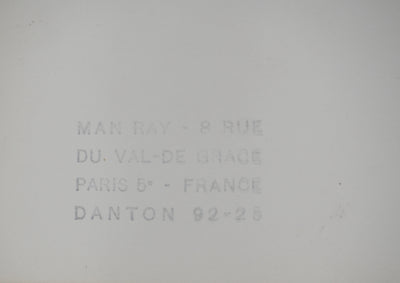 MAN RAY - 8 RUE
DU. VAL-DE GRACE
PARIS 5e - FRANCE
DANTON 92-25